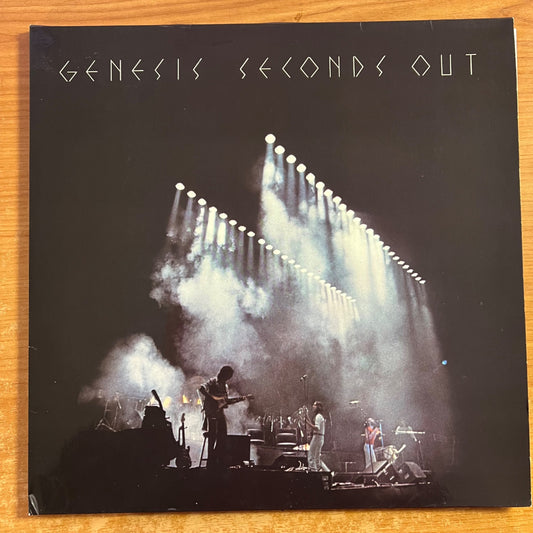 GENESIS SECONDS OUT